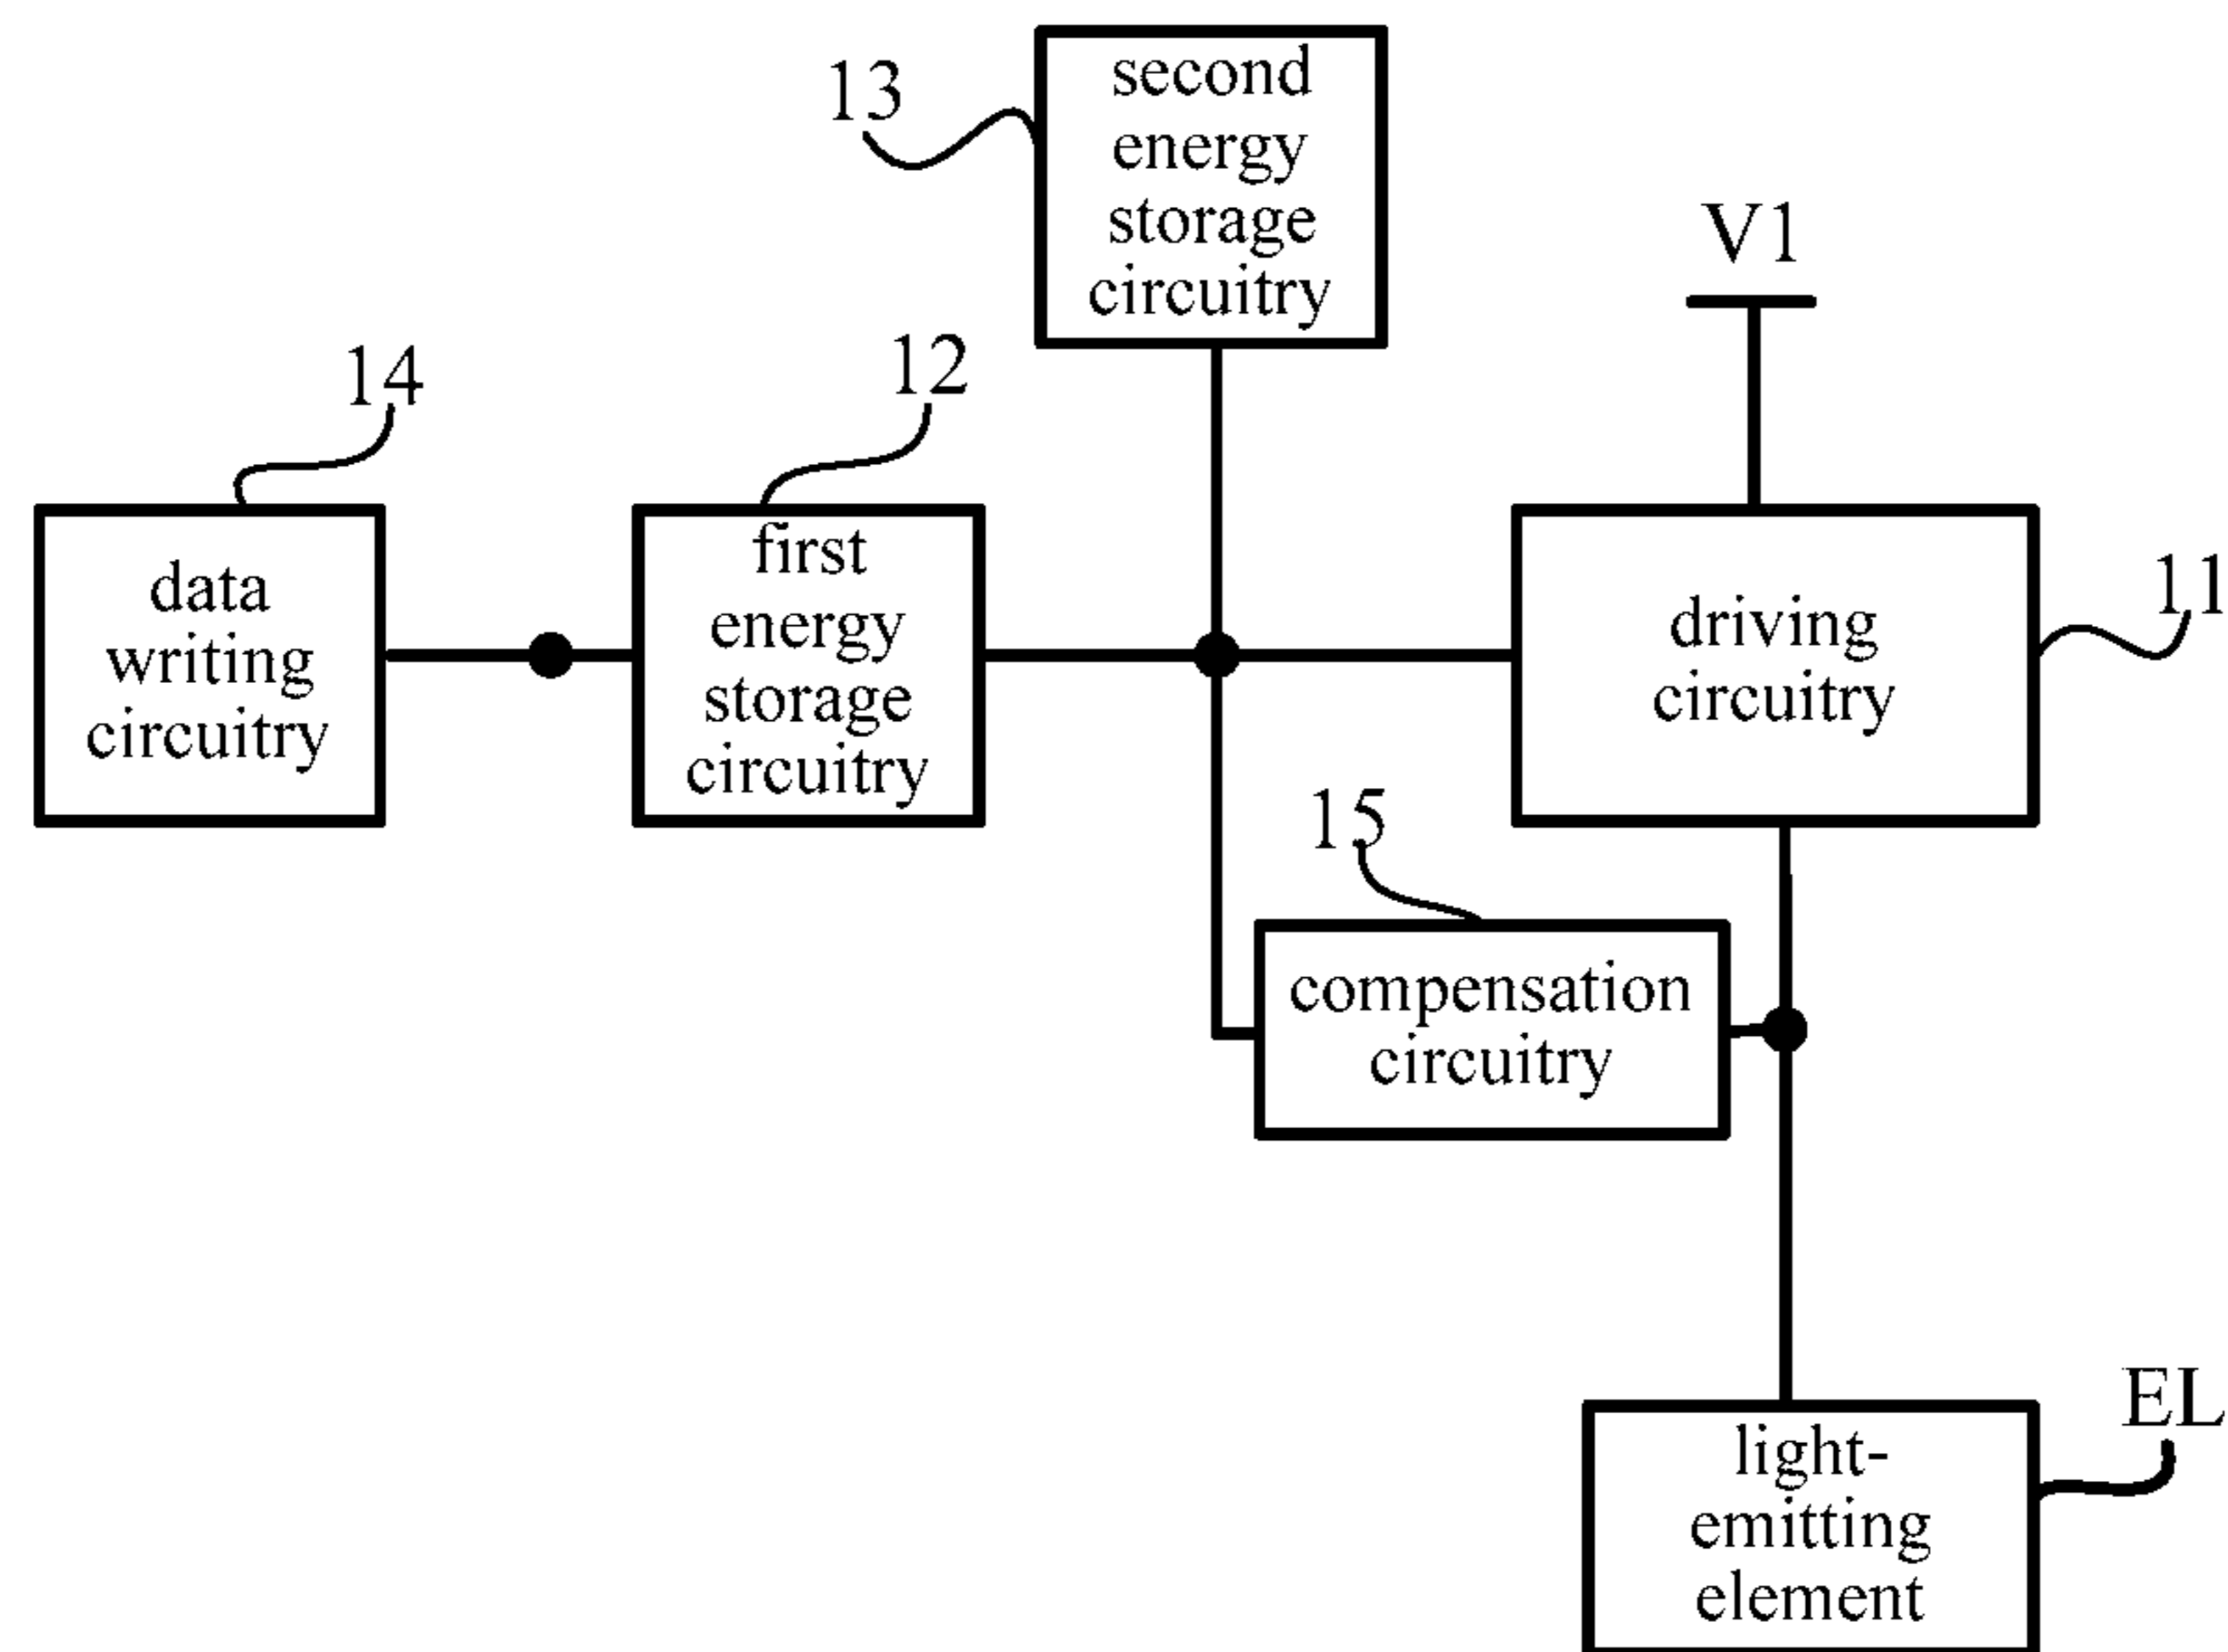 13
second
energy
storage
circuitry
V1
14
12
data
writing
circuitry
first
energy
storage
circuitry
driving
circuitry
11
15
compensation
circuitry
EL
light-
emitting
element